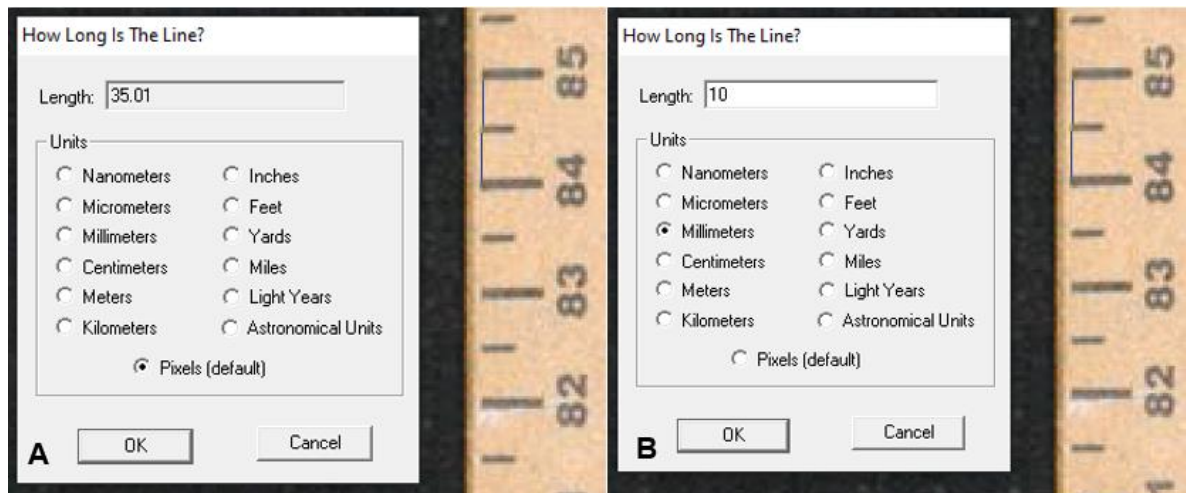 How Long Is The Line?
Length: 35.01
Units
Nanometers Inches
Micrometers Feet
Millimeters Yards
Centimeters Miles
Meters Light Years
Kilometers Astronomical Units
Pixels (default)
OK Cancel
A
85
84
83
82
How Long Is The Line?
Length: 10
Units
Nanometers Inches
Micrometers Feet
Millimeters Yards
Centimeters Miles
Meters Light Years
Kilometers Astronomical Units
Pixels (default)
OK Cancel
B
85
84
83
82